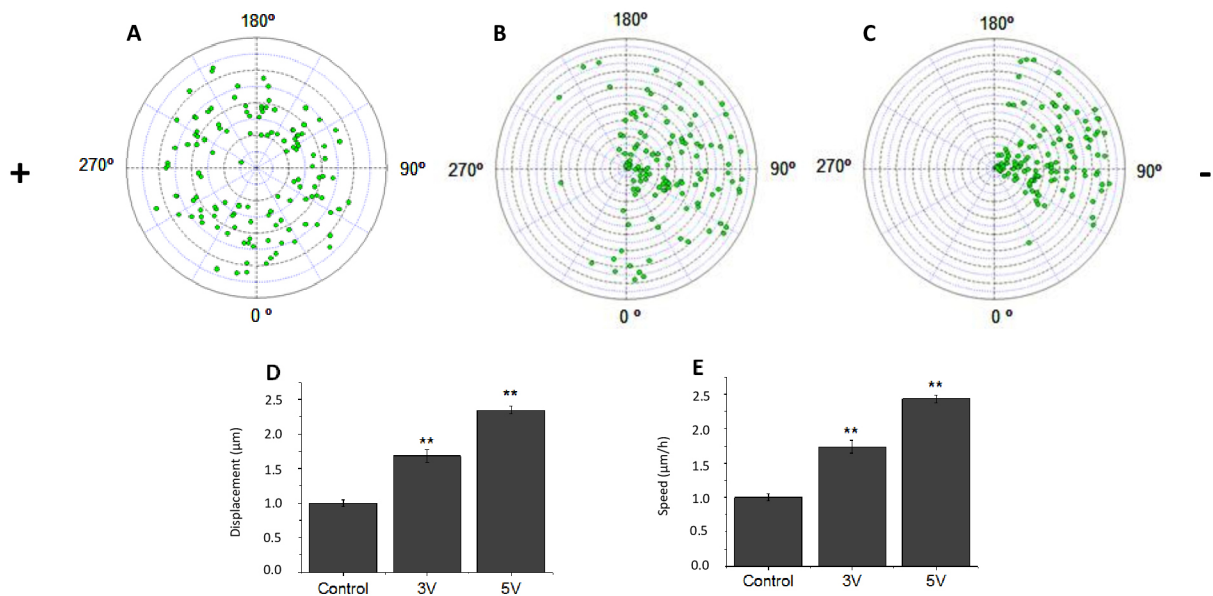 A
180º
270º
90º
0 º
B
180º
270º
90º
0 º
C
180º
270º
90º
0 º
+
-
D
Displacement (µm)
2.5
2.0
1.5
1.0
0.5
0.0
**
**
Control
3V
5V
E
Speed (µm/h)
2.5
2.0
1.5
1.0
0.5
0.0
**
**
Control
3V
5V